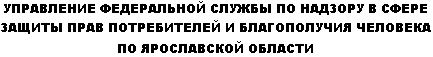 УПРАВЛЕНИЕ ФЕДЕРАЛЬНОЙ СЛУЖБЫ ПО НАДЗОРУ В СФЕРЕ
ЗАЩИТЫ ПРАВ ПОТРЕБИТЕЛЕЙ И БЛАГОПОЛУЧИЯ ЧЕЛОВЕКА
ПО ЯРОСЛАВСКОЙ ОБЛАСТИ